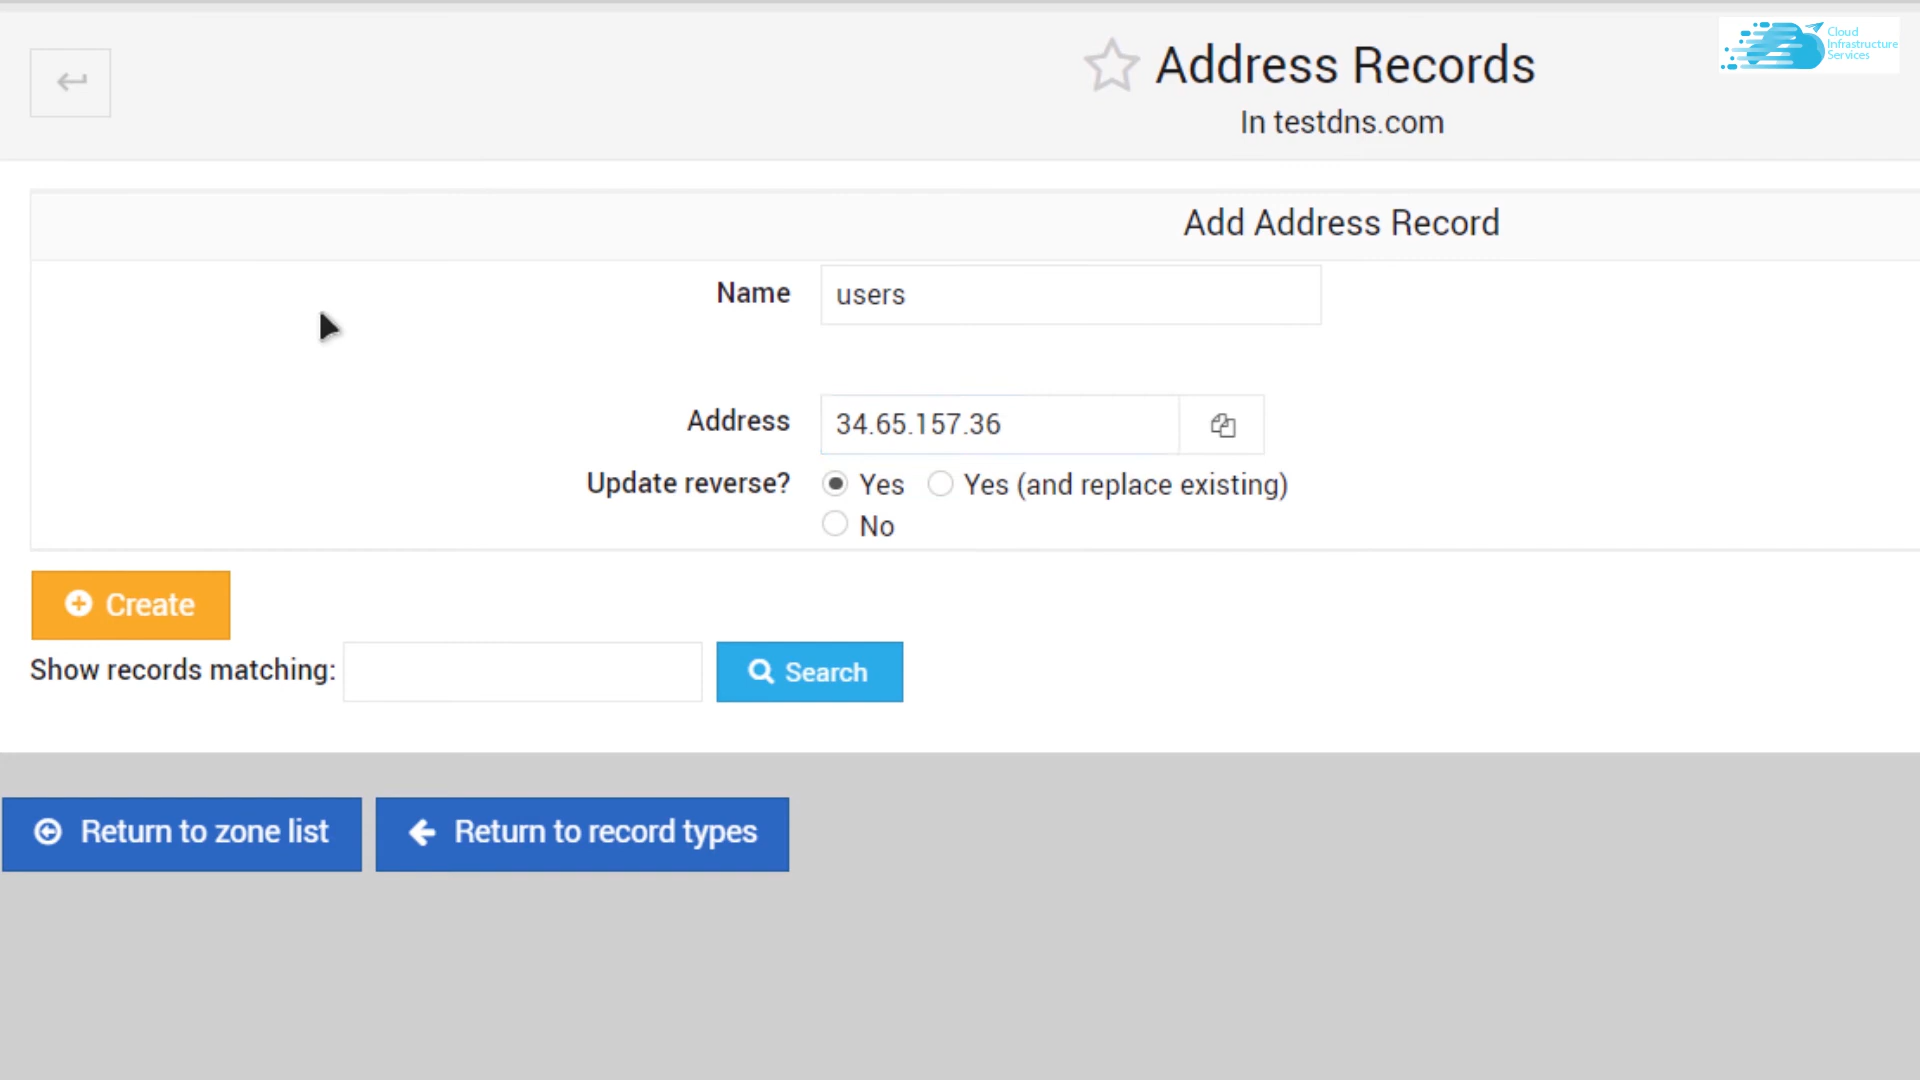 Address Records
In testdns.com
Cloud
Infrastructure
Services
Add Address Record
Name users
Address 34.65.157.36
Update reverse? Yes Yes (and replace existing)
No
Create
Show records matching: Search
Return to zone list Return to record types